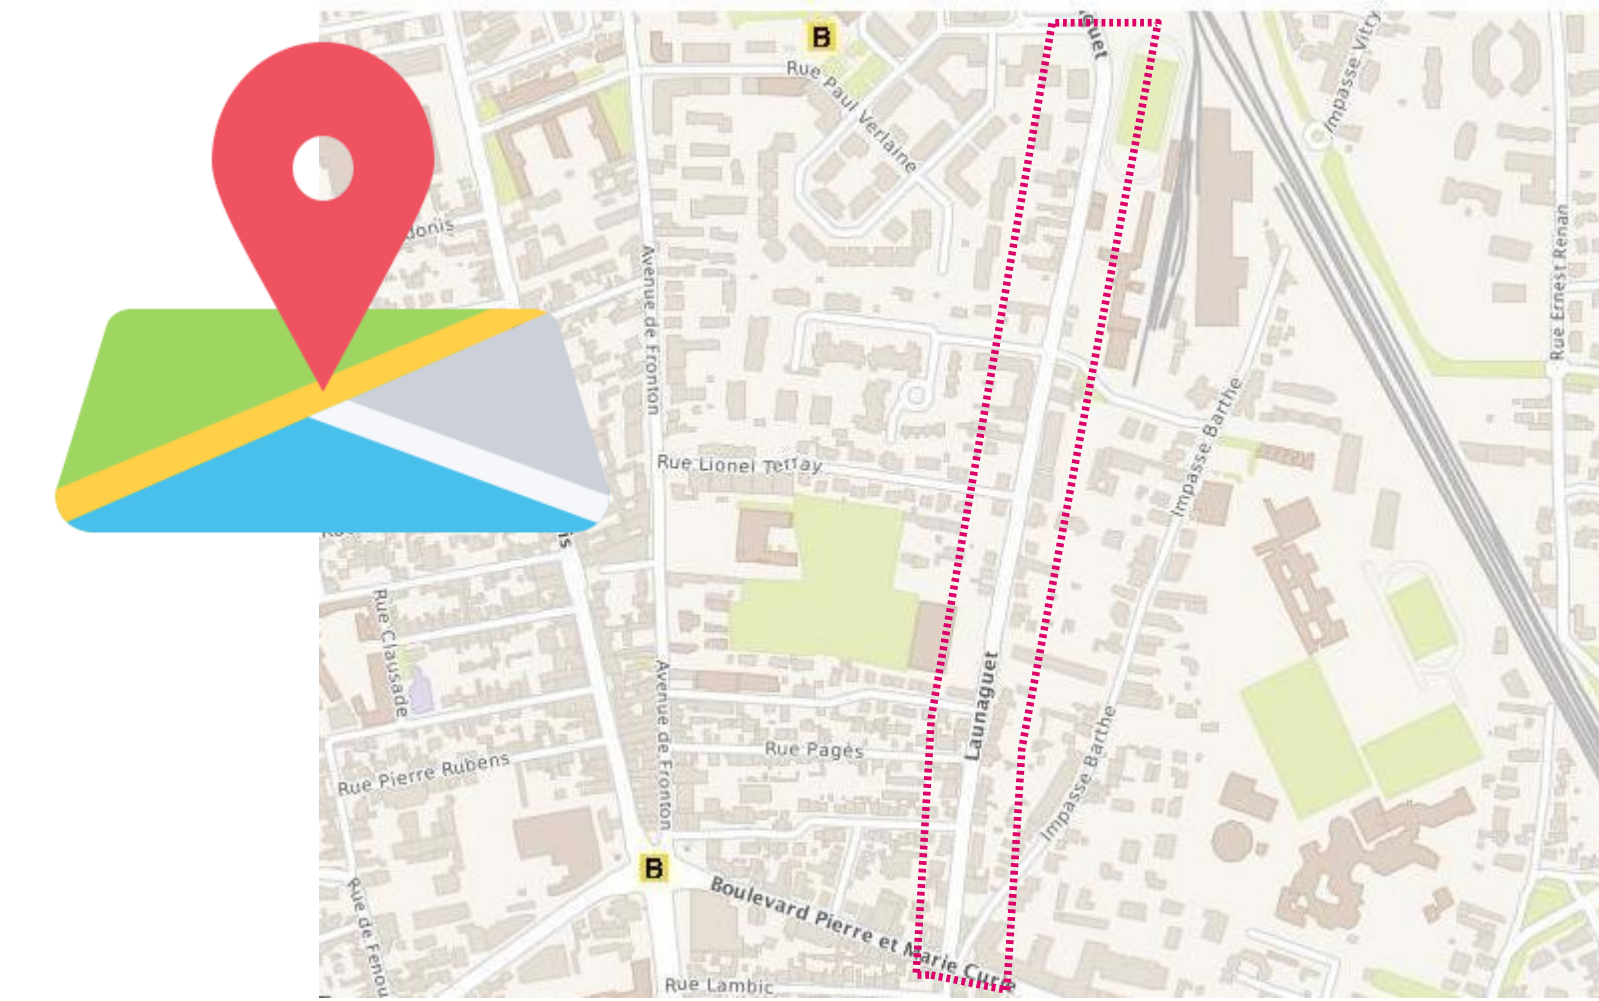 B
guet
Impasse Vitry
Rue Paul Verlaine
donis
Avenue de Fronton
Rue Ernest Renan
Impasse Barthe
Rue Lionel Terray
is
Rue Clausade
Launaguet
Avenue de Fronton
Rue Pagès
Impasse Barthe
Rue Pierre Rubens
B
Boulevard Pierre et Marie Curie
Rue de Fenou
Rue Lambic